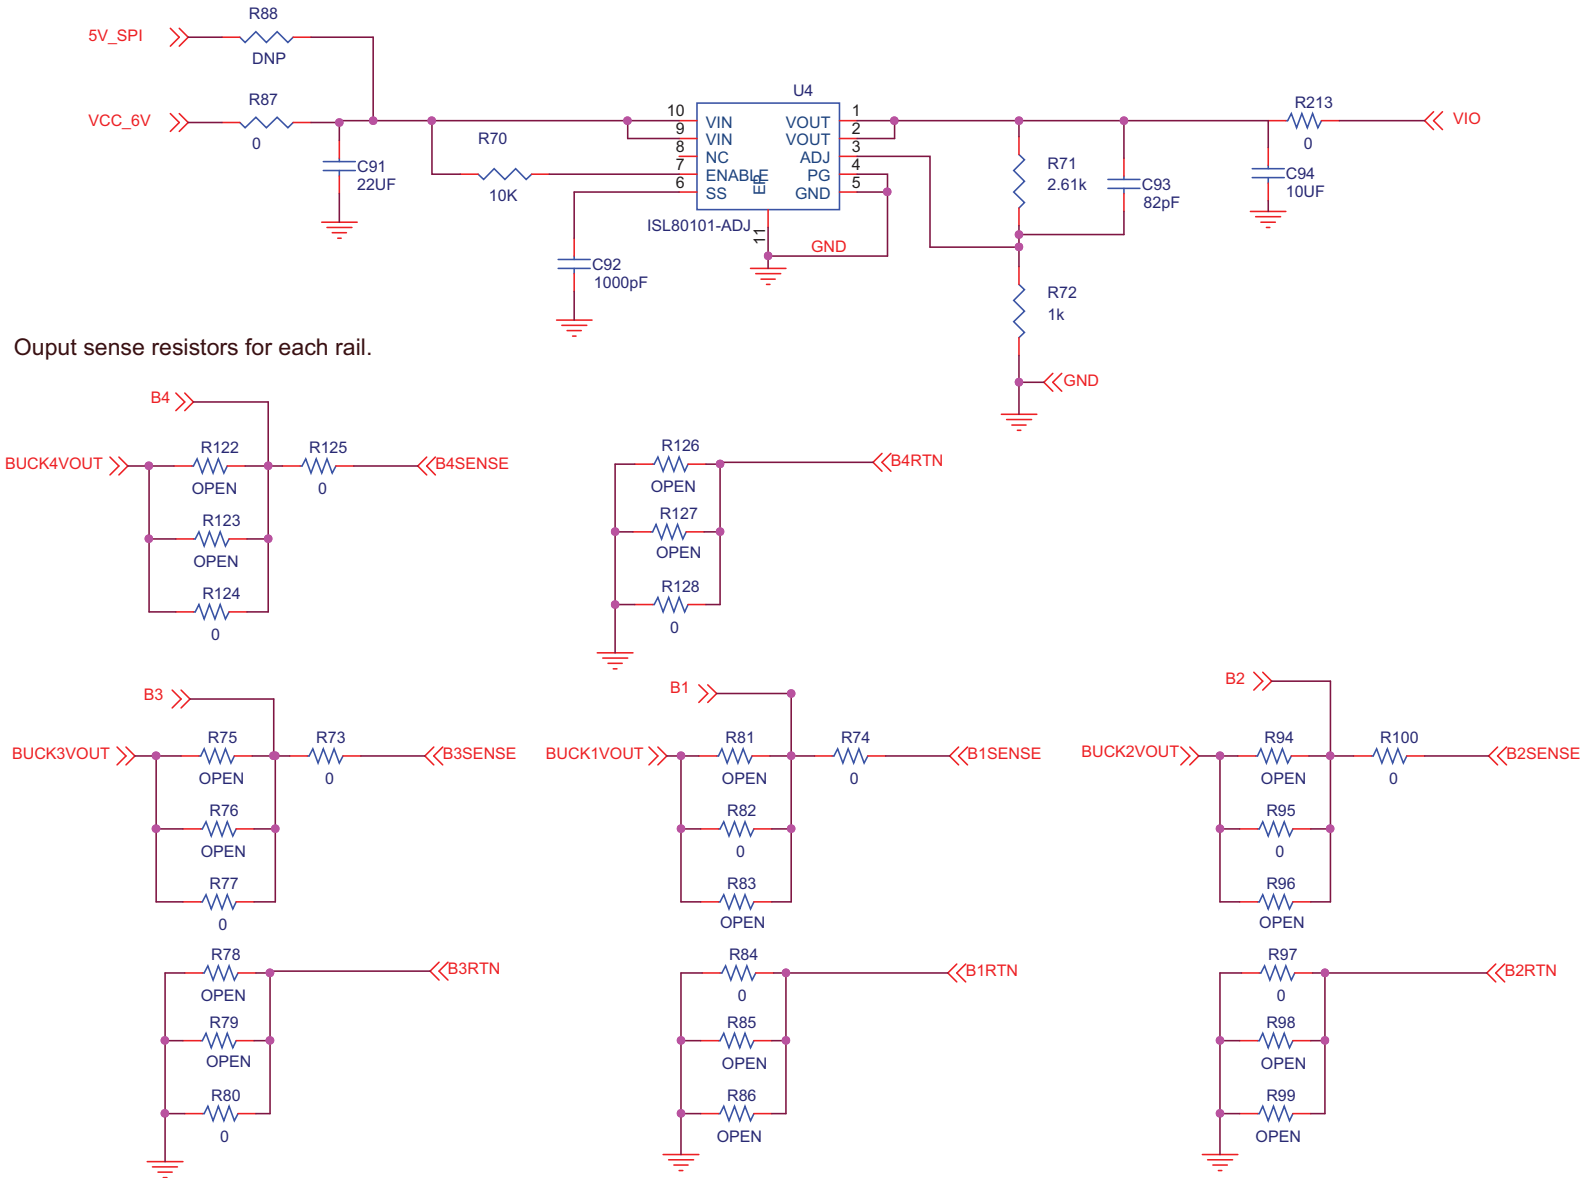 R88
5V_SPI
DNP
R87
VCC_6V
0
C91
22UF
R70
10K
U4
10 VIN VOUT 1
9 VIN VOUT 2
8 NC ADJ 3
7 ENABLE PG 4
6 SS GND 5
EP
ISL80101-ADJ
11
GND
C92
1000pF
R71
2.61k
C93
82pF
R213
0
VIO
C94
10UF
R72
1k
GND
Ouput sense resistors for each rail.
B4
BUCK4VOUT
R122
OPEN
R125
0
B4SENSE
R123
OPEN
R124
0
R126
OPEN
B4RTN
R127
OPEN
R128
0
B3
BUCK3VOUT
R75
OPEN
R73
0
B3SENSE
R76
OPEN
R77
0
R78
OPEN
B3RTN
R79
OPEN
R80
0
B1
BUCK1VOUT
R81
OPEN
R74
0
B1SENSE
R82
0
R83
OPEN
R84
0
B1RTN
R85
OPEN
R86
OPEN
B2
BUCK2VOUT
R94
OPEN
R100
0
B2SENSE
R95
0
R96
OPEN
R97
0
B2RTN
R98
OPEN
R99
OPEN